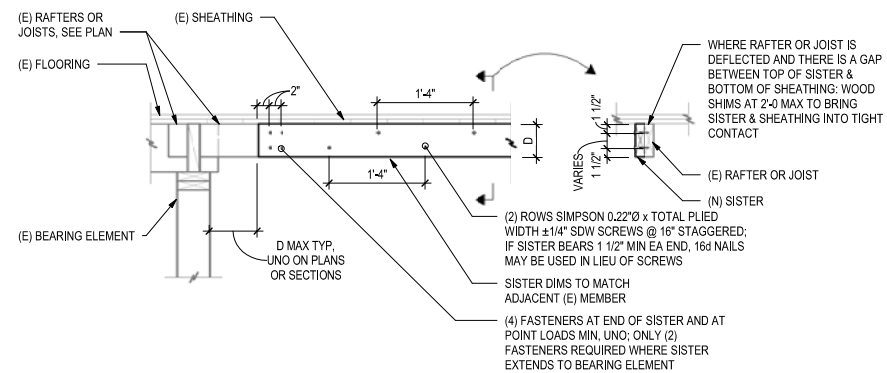 (E) RAFTERS OR
JOISTS, SEE PLAN
(E) SHEATHING
(E) FLOORING
2"
1'-4"
1'-4"
D
1 1/2"
VARIES
1 1/2"
WHERE RAFTER OR JOIST IS
DEFLECTED AND THERE IS A GAP
BETWEEN TOP OF SISTER &
BOTTOM OF SHEATHING: WOOD
SHIMS AT 2'-0 MAX TO BRING
SISTER & SHEATHING INTO TIGHT
CONTACT
(E) RAFTER OR JOIST
(N) SISTER
(E) BEARING ELEMENT
D MAX TYP,
UNO ON PLANS
OR SECTIONS
(2) ROWS SIMPSON 0.22"Ø x TOTAL PLIED
WIDTH ±1/4" SDW SCREWS @ 16" STAGGERED;
IF SISTER BEARS 1 1/2" MIN EA END, 16d NAILS
MAY BE USED IN LIEU OF SCREWS
SISTER DIMS TO MATCH
ADJACENT (E) MEMBER
(4) FASTENERS AT END OF SISTER AND AT
POINT LOADS MIN, UNO; ONLY (2)
FASTENERS REQUIRED WHERE SISTER
EXTENDS TO BEARING ELEMENT